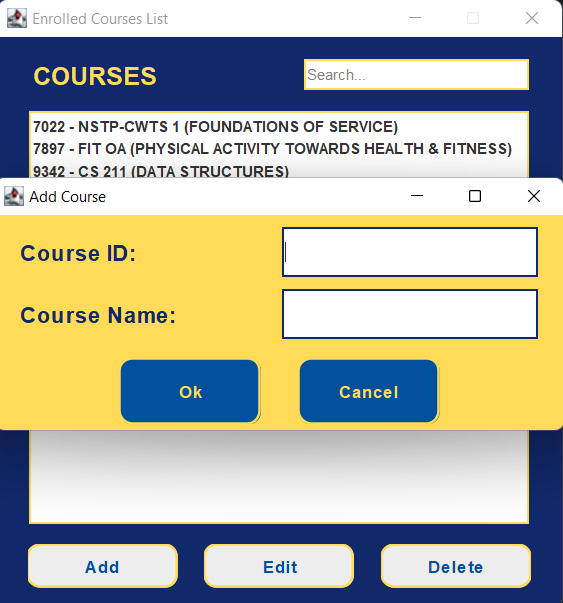 Enrolled Courses List
COURSES
Search...
7022 - NSTP-CWTS 1 (FOUNDATIONS OF SERVICE)
7897 - FIT OA (PHYSICAL ACTIVITY TOWARDS HEALTH & FITNESS)
9342 - CS 211 (DATA STRUCTURES)
Add Course
Course ID:
Course Name:
Ok
Cancel
Add
Edit
Delete